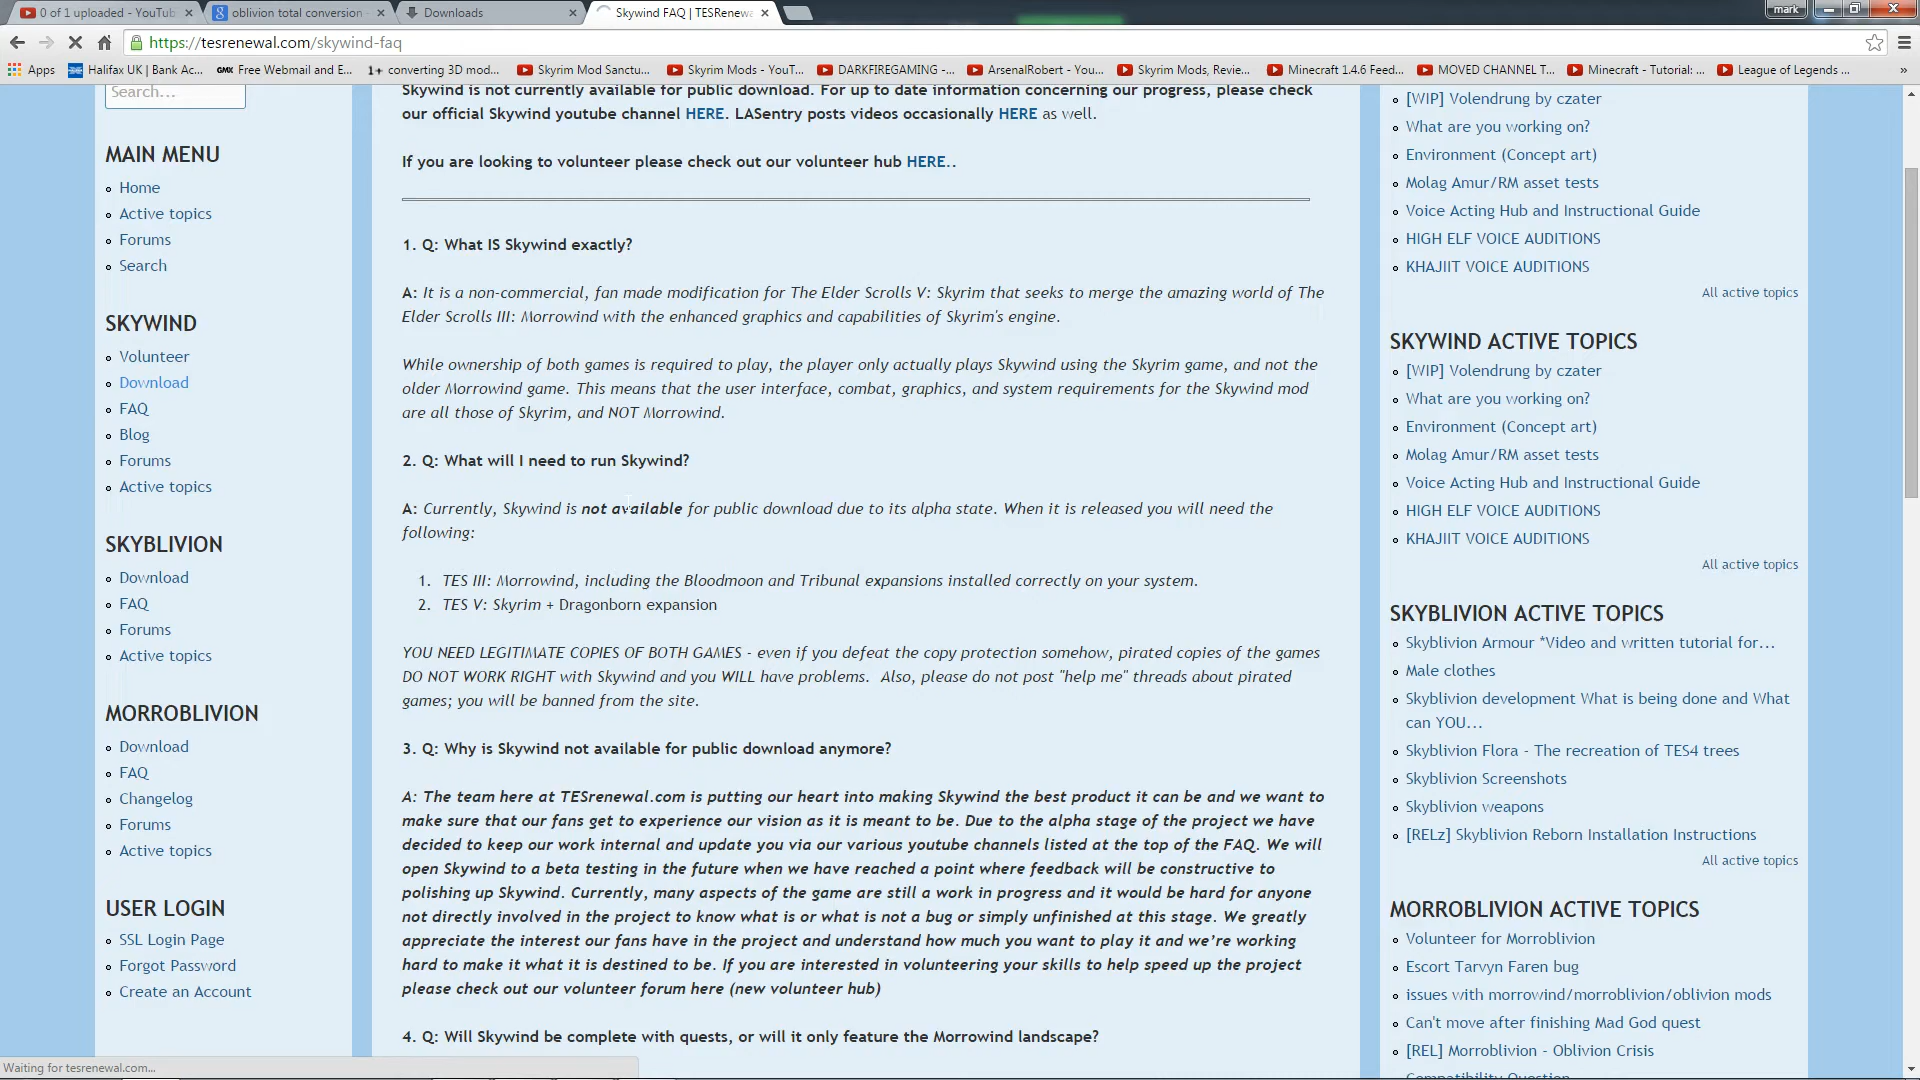 0 of 1 uploaded - YouTub
oblivion total conversion
Downloads
Skywind FAQ | TESRenewa
mark
https://tesrenewal.com/skywind-faq
Apps
Halifax UK | Bank Ac...
GMX Free Webmail and E...
1+ converting 3D mod...
Skyrim Mod Sanctu...
Skyrim Mods - YouT...
DARKFIREGAMING -...
ArsenalRobert - You...
Skyrim Mods, Revie...
Minecraft 1.4.6 Feed...
MOVED CHANNEL T...
Minecraft - Tutorial: ...
League of Legends ...
»
Search...
MAIN MENU
Home
Active topics
Forums
Search
SKYWIND
Volunteer
Download
FAQ
Blog
Forums
Active topics
SKYBLIVION
Download
FAQ
Forums
Active topics
MORROBLIVION
Download
FAQ
Changelog
Forums
Active topics
USER LOGIN
SSL Login Page
Forgot Password
Create an Account
Skywind is not currently available for public download. For up to date information concerning our progress, please check
our official Skywind youtube channel HERE. LASentry posts videos occasionally HERE as well.
If you are looking to volunteer please check out our volunteer hub HERE..
1. Q: What IS Skywind exactly?
A: It is a non-commercial, fan made modification for The Elder Scrolls V: Skyrim that seeks to merge the amazing world of The
Elder Scrolls III: Morrowind with the enhanced graphics and capabilities of Skyrim's engine.
While ownership of both games is required to play, the player only actually plays Skywind using the Skyrim game, and not the
older Morrowind game. This means that the user interface, combat, graphics, and system requirements for the Skywind mod
are all those of Skyrim, and NOT Morrowind.
2. Q: What will I need to run Skywind?
A: Currently, Skywind is not available for public download due to its alpha state. When it is released you will need the
following:
1. TES III: Morrowind, including the Bloodmoon and Tribunal expansions installed correctly on your system.
2. TES V: Skyrim + Dragonborn expansion
YOU NEED LEGITIMATE COPIES OF BOTH GAMES - even if you defeat the copy protection somehow, pirated copies of the games
DO NOT WORK RIGHT with Skywind and you WILL have problems. Also, please do not post "help me" threads about pirated
games; you will be banned from the site.
3. Q: Why is Skywind not available for public download anymore?
A: The team here at TESrenewal.com is putting our heart into making Skywind the best product it can be and we want to
make sure that our fans get to experience our vision as it is meant to be. Due to the alpha stage of the project we have
decided to keep our work internal and update you via our various youtube channels listed at the top of the FAQ. We will
open Skywind to a beta testing in the future when we have reached a point where feedback will be constructive to
polishing up Skywind. Currently, many aspects of the game are still a work in progress and it would be hard for anyone
not directly involved in the project to know what is or what is not a bug or simply unfinished at this stage. We greatly
appreciate the interest our fans have in the project and understand how much you want to play it and we're working
hard to make it what it is destined to be. If you are interested in volunteering your skills to help speed up the project
please check out our volunteer forum here (new volunteer hub)
4. Q: Will Skywind be complete with quests, or will it only feature the Morrowind landscape?
[WIP] Volendrung by czater
What are you working on?
Environment (Concept art)
Molag Amur/RM asset tests
Voice Acting Hub and Instructional Guide
HIGH ELF VOICE AUDITIONS
KHAJIIT VOICE AUDITIONS
All active topics
SKYWIND ACTIVE TOPICS
[WIP] Volendrung by czater
What are you working on?
Environment (Concept art)
Molag Amur/RM asset tests
Voice Acting Hub and Instructional Guide
HIGH ELF VOICE AUDITIONS
KHAJIIT VOICE AUDITIONS
All active topics
SKYBLIVION ACTIVE TOPICS
Skyblivion Armour *Video and written tutorial for...
Male clothes
Skyblivion development What is being done and What
can YOU...
Skyblivion Flora - The recreation of TES4 trees
Skyblivion Screenshots
Skyblivion weapons
[RELz] Skyblivion Reborn Installation Instructions
All active topics
MORROBLIVION ACTIVE TOPICS
Volunteer for Morroblivion
Escort Tarvyn Faren bug
issues with morrowind/morroblivion/oblivion mods
Can't move after finishing Mad God quest
[REL] Morroblivion - Oblivion Crisis
Compatibility Question
Waiting for tesrenewal.com...